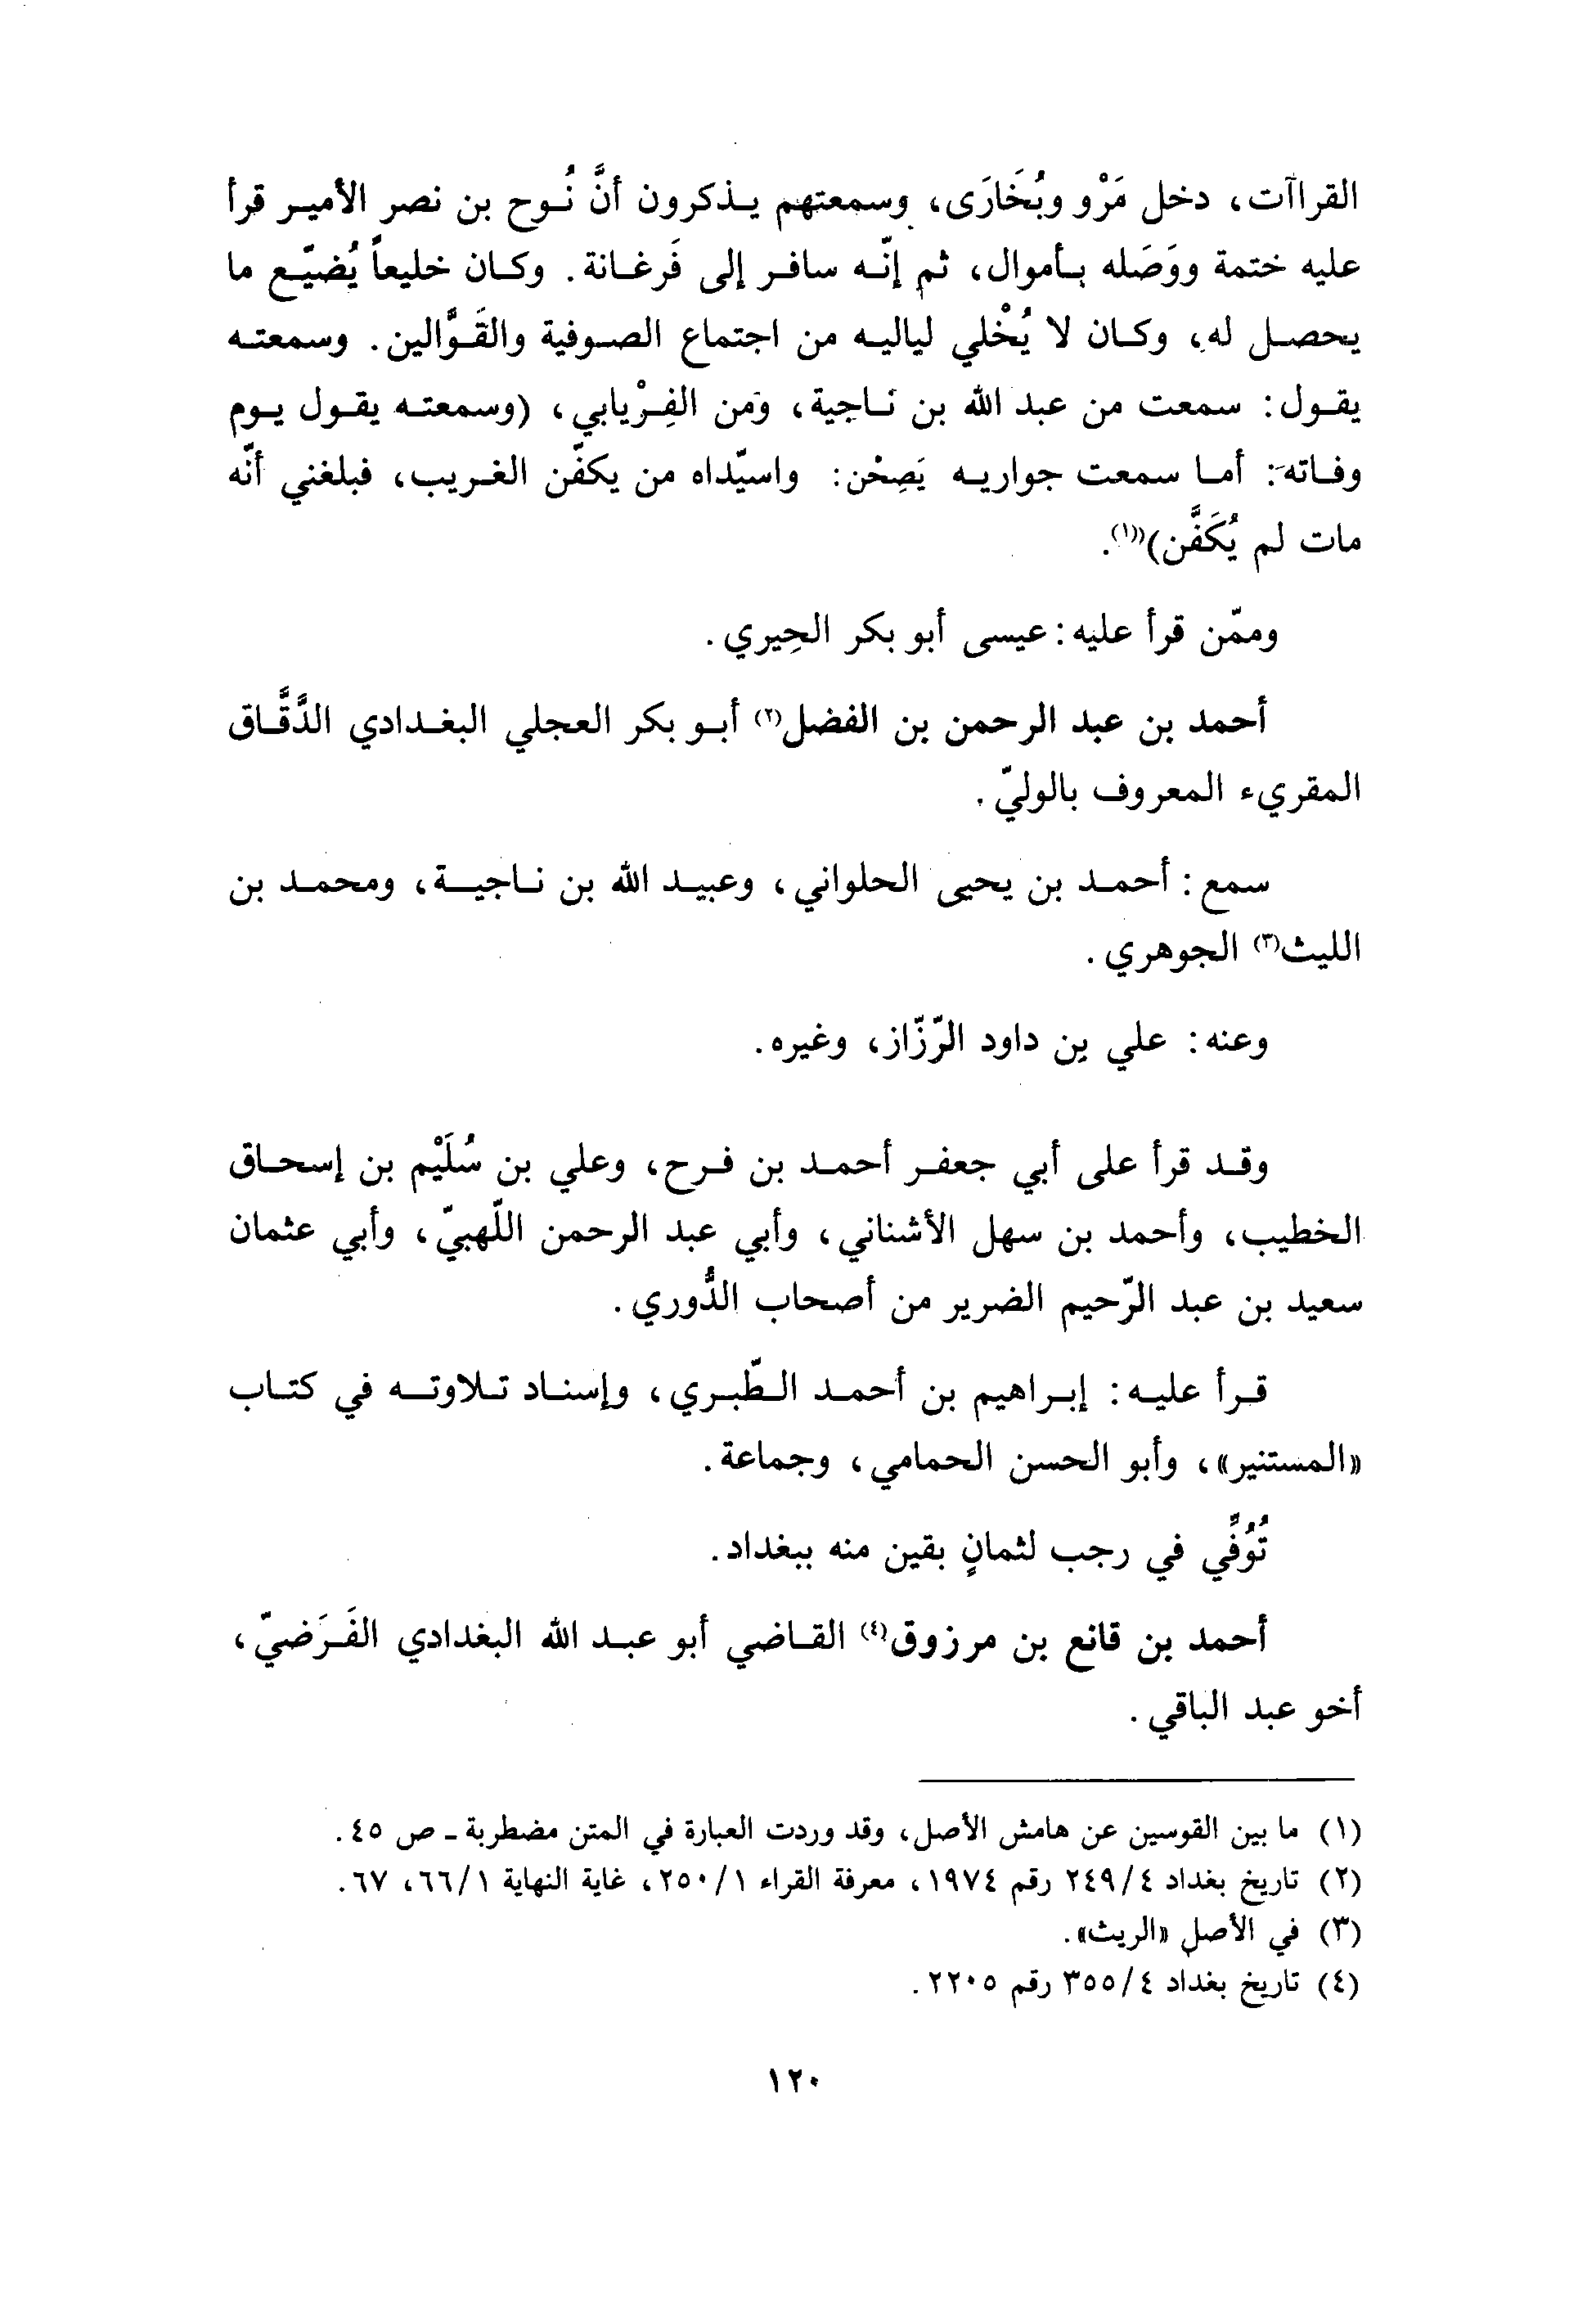 القراآت، دخل مَرْو وبُخَارَى، وسمعتهم يذكرون أنَّ نُوح بن نصر الأمير قرأ
عليه ختمة ووَصَله بأموال، ثم إنّه سافر إلى فَرغانة. وكان خليعاً يُضيّع ما
يحصل له، وكان لا يُخْلي لياليه من اجتماع الصوفية والقَوَّالين. وسمعته
يقول: سمعت من عبد الله بن ناجية، ومن الفِرْيابي، (وسمعته يقول يوم
وفاته: أما سمعت جواريه يَصِحْن: واسيّداه من يكفّن الغريب، فبلغني أنّه
مات لم يُكَفَّن)»(١).
وممّن قرأ عليه: عيسى أبو بكر الحِيري.
أحمد بن عبد الرحمن بن الفضل(٢) أبو بكر العجلي البغدادي الدَّقَّاق
المقريء المعروف بالوليّ.
سمع: أحمد بن يحيى الحلواني، وعبيد الله بن ناجية، ومحمد بن
الليث(٣) الجوهري.
وعنه: علي بن داود الرّزّاز، وغيره.
وقد قرأ على أبي جعفر أحمد بن فرح، وعلي بن سُلَيْم بن إسحاق
الخطيب، وأحمد بن سهل الأشناني، وأبي عبد الرحمن اللّهبيّ، وأبي عثمان
سعيد بن عبد الرّحيم الضرير من أصحاب الدُّوري.
قرأ عليه: إبراهيم بن أحمد الطّبري، وإسناد تلاوته في كتاب
«المستنير»، وأبو الحسن الحمامي، وجماعة.
تُوُفِّي في رجب لثمانٍ بقين منه ببغداد.
أحمد بن قانع بن مرزوق(٤) القاضي أبو عبد الله البغدادي الفَرَضيّ،
أخو عبد الباقي.
(١) ما بين القوسين عن هامش الأصل، وقد وردت العبارة في المتن مضطربة - ص ٤٥.
(٢) تاريخ بغداد ٢٤٩/٤ رقم ١٩٧٤، معرفة القراء ٢٥٠/١، غاية النهاية ٦٦/١، ٦٧.
(٣) في الأصل «الريث».
(٤) تاريخ بغداد ٣٥٥/٤ رقم ٢٢٠٥.
١٢٠